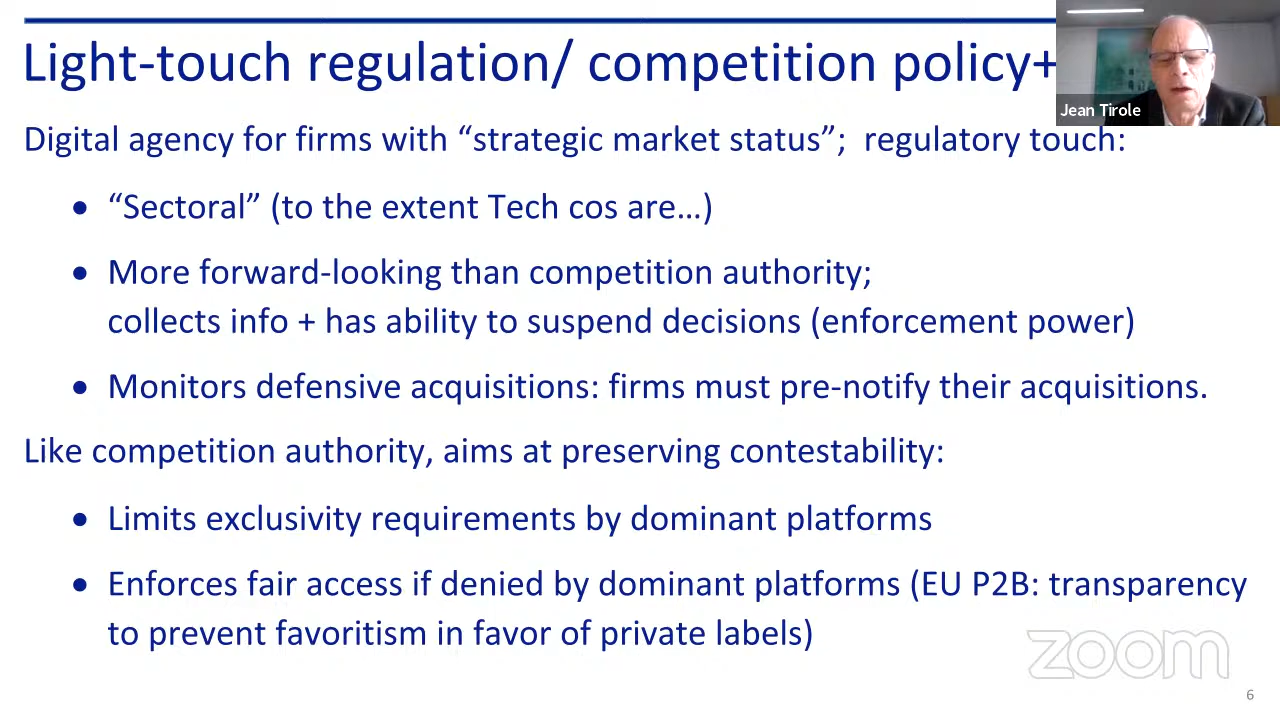 Light-touch regulation/ competition policy+
Jean Tirole
Digital agency for firms with “strategic market status”;  regulatory touch:
• “Sectoral” (to the extent Tech cos are…)
• More forward-looking than competition authority;
collects info + has ability to suspend decisions (enforcement power)
• Monitors defensive acquisitions: firms must pre-notify their acquisitions.
Like competition authority, aims at preserving contestability:
• Limits exclusivity requirements by dominant platforms
• Enforces fair access if denied by dominant platforms (EU P2B: transparency
to prevent favoritism in favor of private labels)
zoom
6